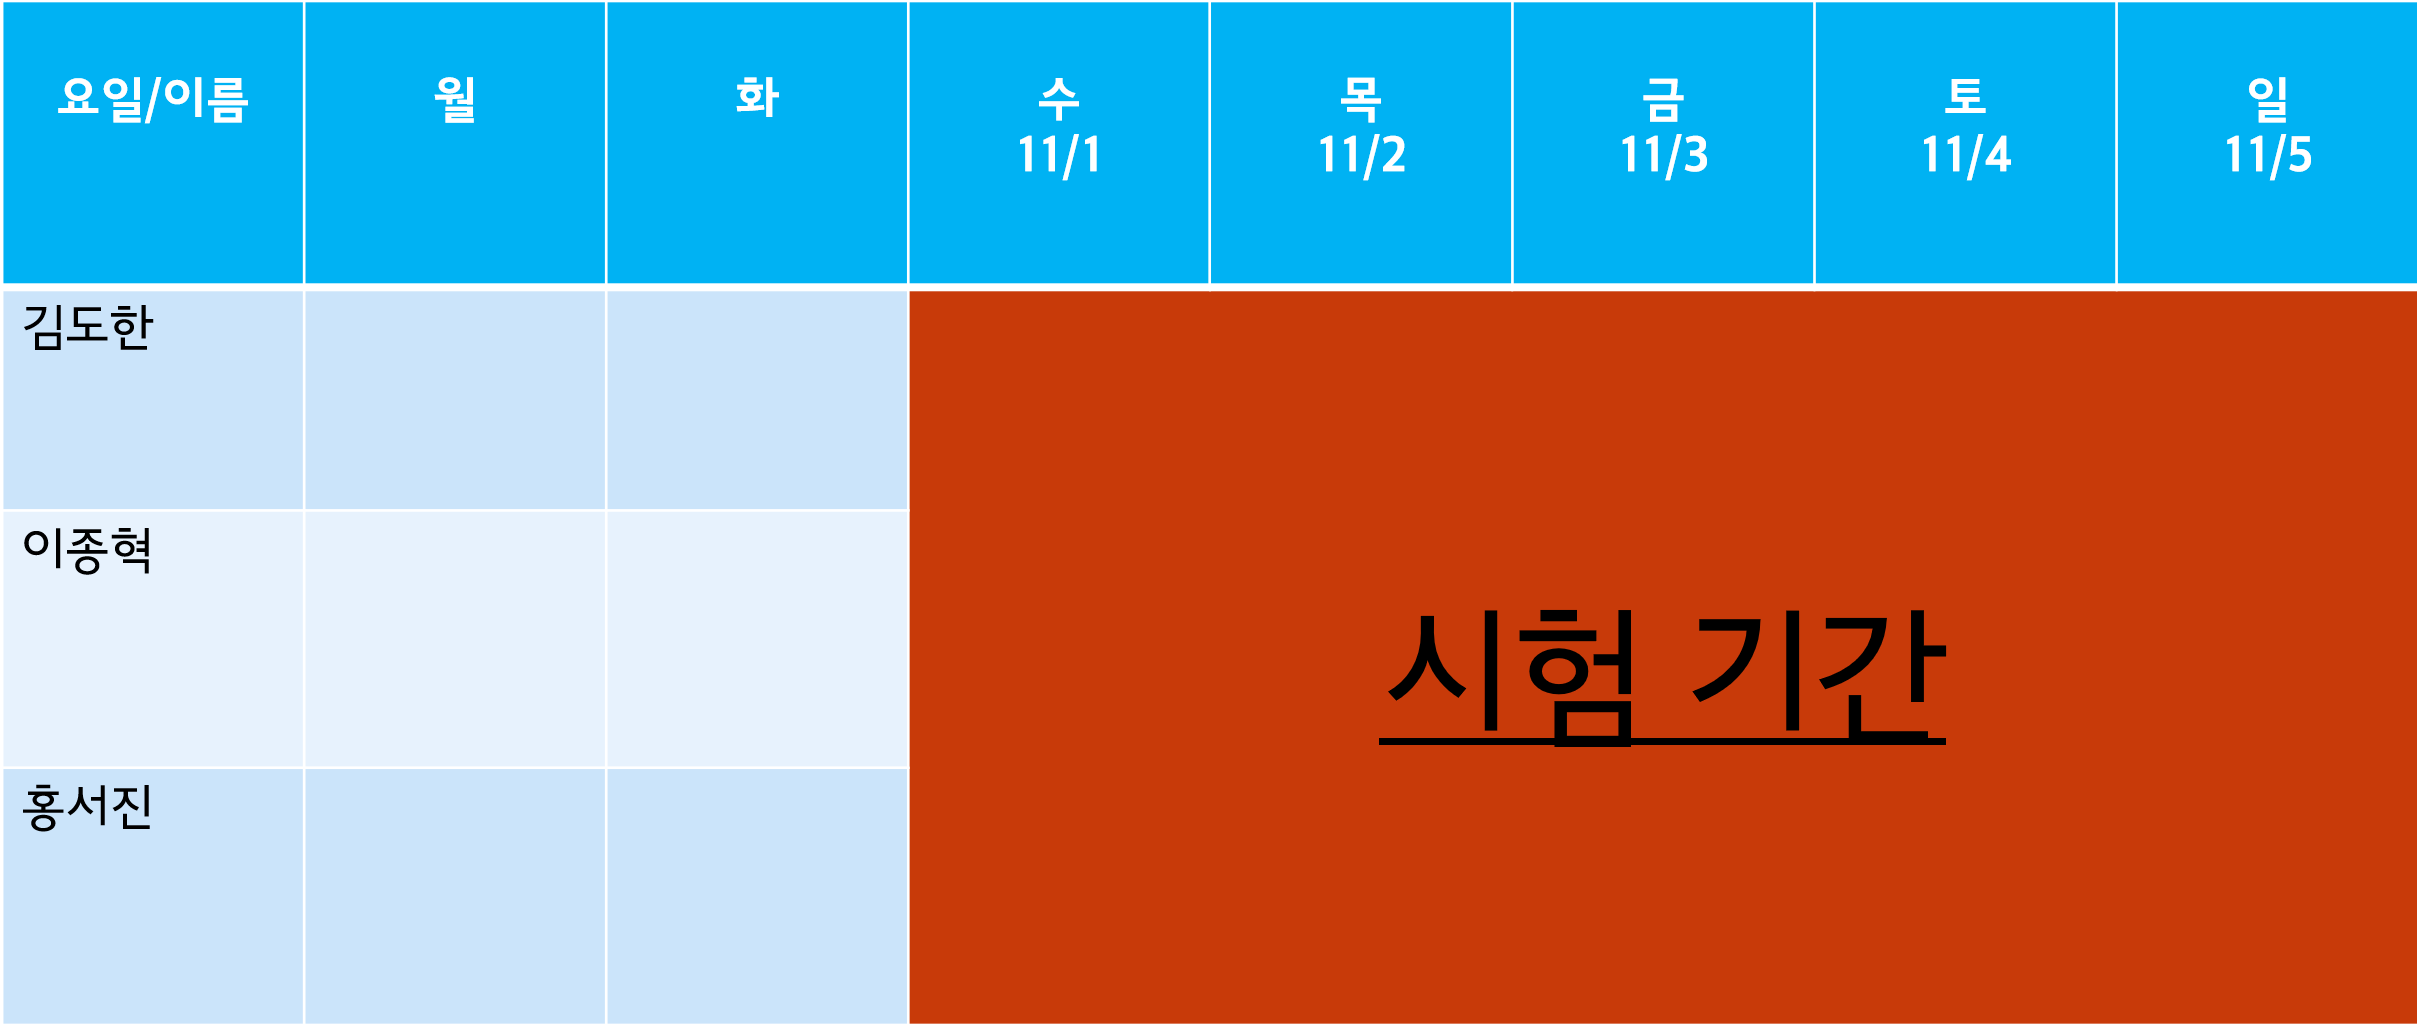 요일/이름
월
화
수
11/1
목
11/2
금
11/3
토
11/4
일
11/5
김도한
이종혁
홍서진
시험 기간